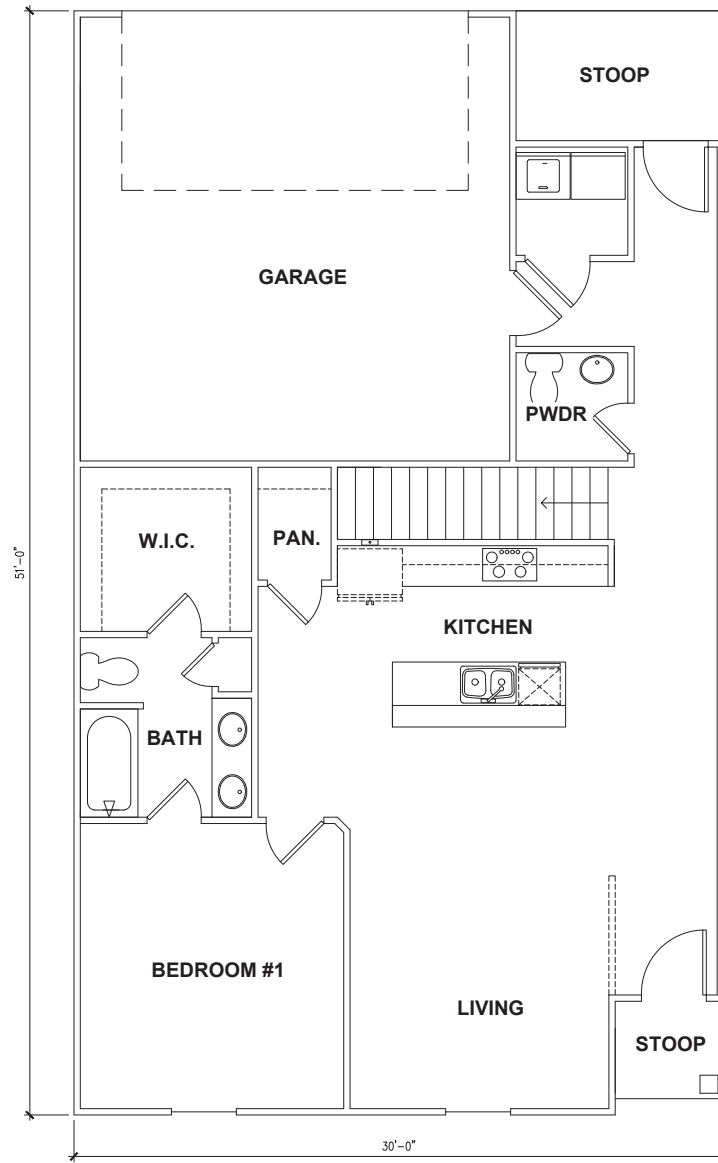 STOOP
GARAGE
PWDR
W.I.C.
PAN.
51'-0"
KITCHEN
BATH
BEDROOM #1
LIVING
STOOP
30'-0"